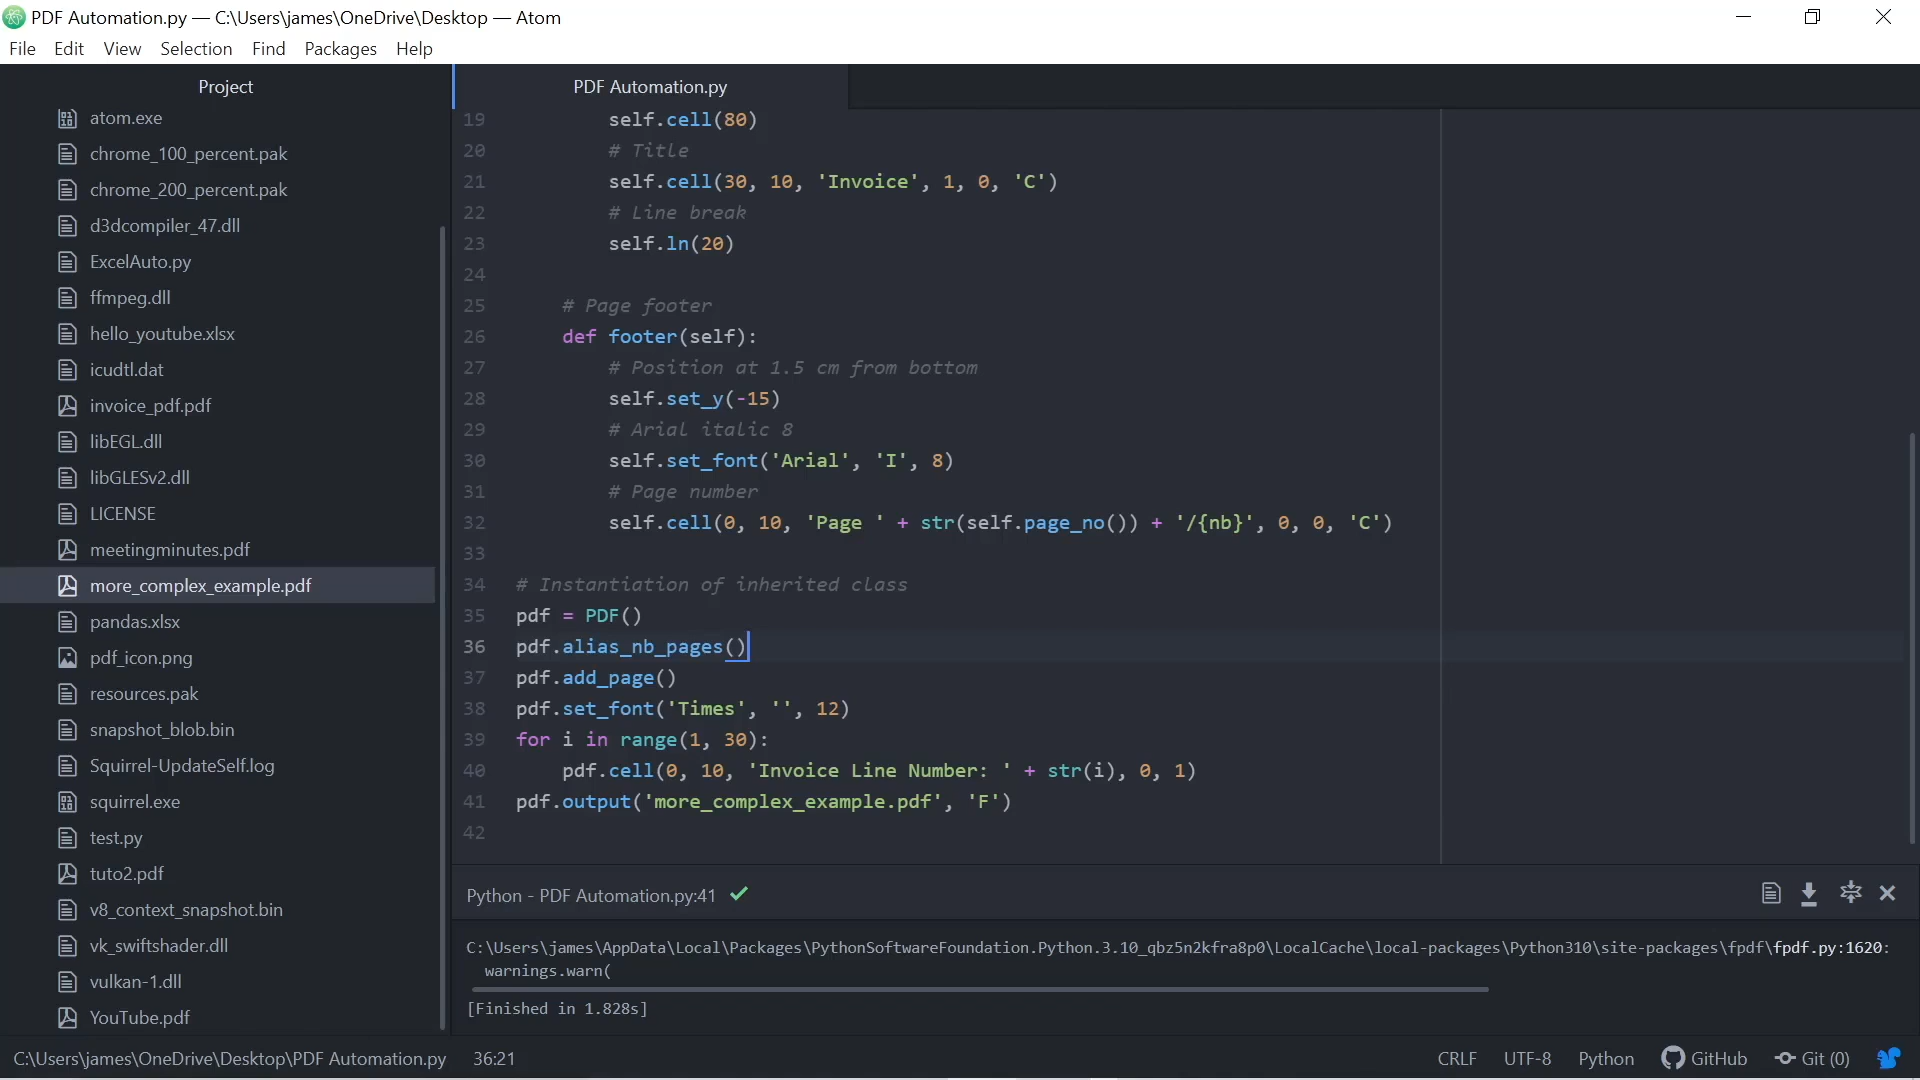 PDF Automation.py — C:\Users\james\OneDrive\Desktop — Atom
File Edit View Selection Find Packages Help
Project
atom.exe
chrome_100_percent.pak
chrome_200_percent.pak
d3dcompiler_47.dll
ExcelAuto.py
ffmpeg.dll
hello_youtube.xlsx
icudtl.dat
invoice_pdf.pdf
libEGL.dll
libGLESv2.dll
LICENSE
meetingminutes.pdf
more_complex_example.pdf
pandas.xlsx
pdf_icon.png
resources.pak
snapshot_blob.bin
Squirrel-UpdateSelf.log
squirrel.exe
test.py
tuto2.pdf
v8_context_snapshot.bin
vk_swiftshader.dll
vulkan-1.dll
YouTube.pdf
PDF Automation.py
19 self.cell(80)
20 # Title
21 self.cell(30, 10, 'Invoice', 1, 0, 'C')
22 # Line break
23 self.ln(20)
24
25 # Page footer
26 def footer(self):
27 # Position at 1.5 cm from bottom
28 self.set_y(-15)
29 # Arial italic 8
30 self.set_font('Arial', 'I', 8)
31 # Page number
32 self.cell(0, 10, 'Page ' + str(self.page_no()) + '/{nb}', 0, 0, 'C')
33
34 # Instantiation of inherited class
35 pdf = PDF()
36 pdf.alias_nb_pages()
37 pdf.add_page()
38 pdf.set_font('Times', '', 12)
39 for i in range(1, 30):
40 pdf.cell(0, 10, 'Invoice Line Number: ' + str(i), 0, 1)
41 pdf.output('more_complex_example.pdf', 'F')
42
Python - PDF Automation.py:41
C:\Users\james\AppData\Local\Packages\PythonSoftwareFoundation.Python.3.10_qbz5n2kfra8p0\LocalCache\local-packages\Python310\site-packages\fpdf\fpdf.py:1620:
warnings.warn(
[Finished in 1.828s]
C:\Users\james\OneDrive\Desktop\PDF Automation.py 36:21 CRLF UTF-8 Python GitHub Git (0)